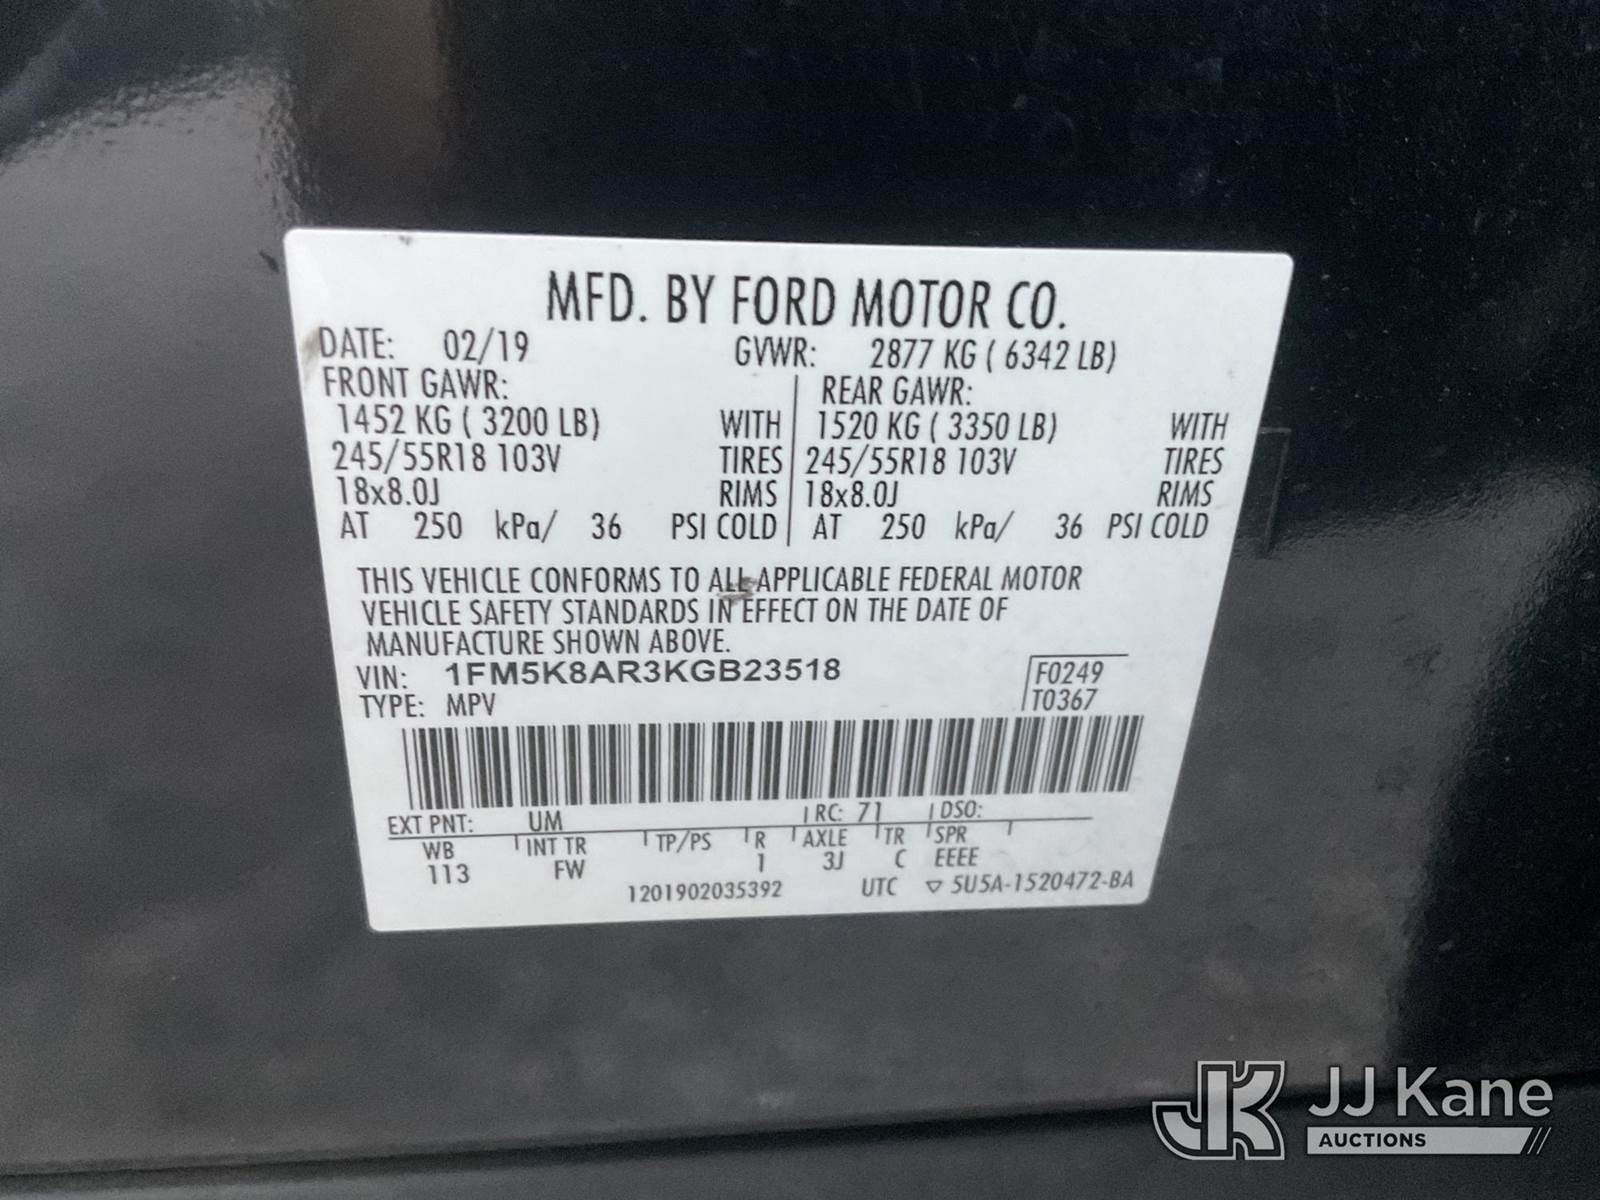 MFD. BY FORD MOTOR CO.
DATE: 02/19 GVWR: 2877 KG ( 6342 LB)
FRONT GAWR: REAR GAWR:
1452 KG ( 3200 LB) WITH 1520 KG ( 3350 LB) WITH
245/55R18 103V TIRES 245/55R18 103V TIRES
18x8.0J RIMS 18x8.0J RIMS
AT 250 kPa/ 36 PSI COLD AT 250 kPa/ 36 PSI COLD
THIS VEHICLE CONFORMS TO ALL APPLICABLE FEDERAL MOTOR
VEHICLE SAFETY STANDARDS IN EFFECT ON THE DATE OF
MANUFACTURE SHOWN ABOVE.
VIN: 1FM5K8AR3KGB23518 F0249
TYPE: MPV T0367
EXT PNT: UM RC: 71 DSO:
WB INT TR TP/PS R AXLE TR SPR
113 FW 1 3J C EEEE
1201902035392 UTC ▽ 5U5A-1520472-BA
JK JJ Kane
AUCTIONS